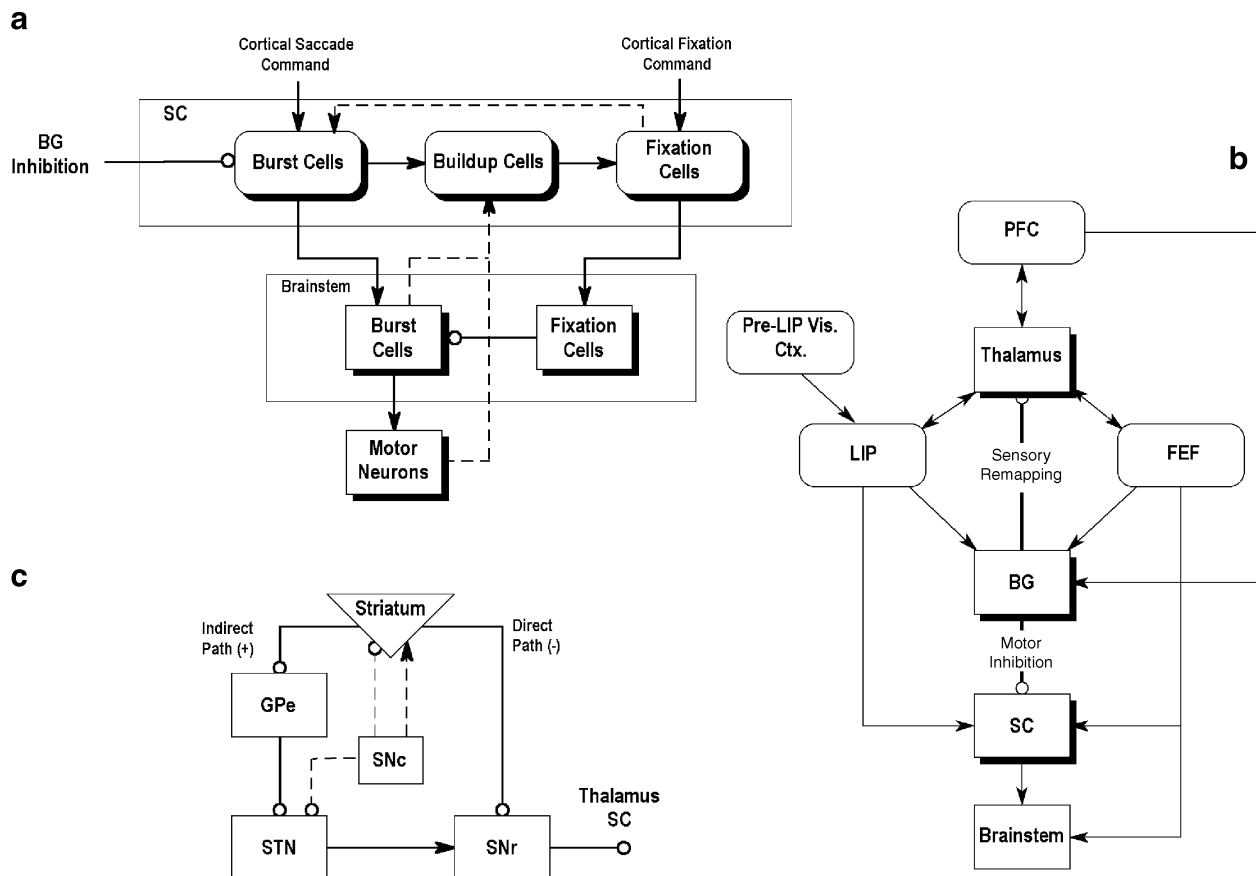 a
Cortical Saccade
Command
Cortical Fixation
Command
SC
BG
Inhibition
Burst Cells
Buildup Cells
Fixation
Cells
Brainstem
Burst
Cells
Fixation
Cells
Motor
Neurons
b
PFC
Pre-LIP Vis.
Ctx.
Thalamus
LIP
Sensory
Remapping
FEF
BG
Motor
Inhibition
SC
Brainstem
c
Striatum
Indirect
Path (+)
Direct
Path (-)
GPe
SNc
Thalamus
SC
STN
SNr